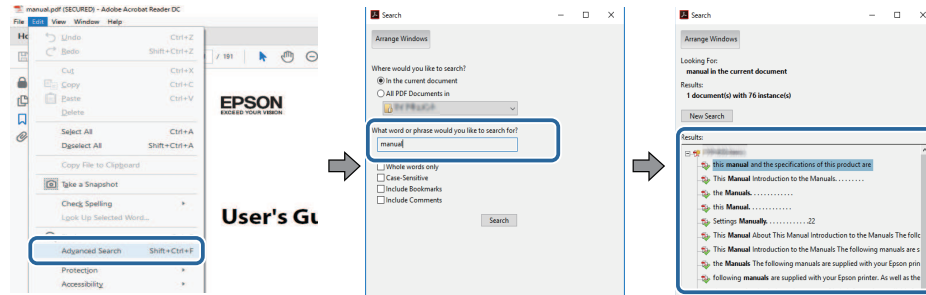 manual.pdf (SECURED) - Adobe Acrobat Reader DC
File Edit View Window Help
Undo Ctrl+Z
Redo Shift+Ctrl+Z
Cut Ctrl+X
Copy Ctrl+C
Paste Ctrl+V
Delete
Select All Ctrl+A
Deselect All Shift+Ctrl+A
Copy File to Clipboard
Take a Snapshot
Check Spelling
Look Up Selected Word...
Advanced Search Shift+Ctrl+F
Protection
Accessibility
/ 181
EPSON
EXCEED YOUR VISION
User's Gu
Search
Arrange Windows
Where would you like to search?
In the current document
All PDF Documents in
What word or phrase would you like to search for?
manual
Whole words only
Case-Sensitive
Include Bookmarks
Include Comments
Search
Search
Arrange Windows
Looking For:
manual in the current document
Results:
1 document(s) with 76 instance(s)
New Search
Results:
this manual and the specifications of this product are
This Manual Introduction to the Manuals. . . . . . . . .
the Manuals. . . . . . . . . . . . .
this Manual. . . . . . . . . . . . .
Settings Manually. . . . . . . . . . . . .22
This Manual About This Manual Introduction to the Manuals The follo
This Manual Introduction to the Manuals The following manuals are s
the Manuals The following manuals are supplied with your Epson prin
following manuals are supplied with your Epson printer. As well as the